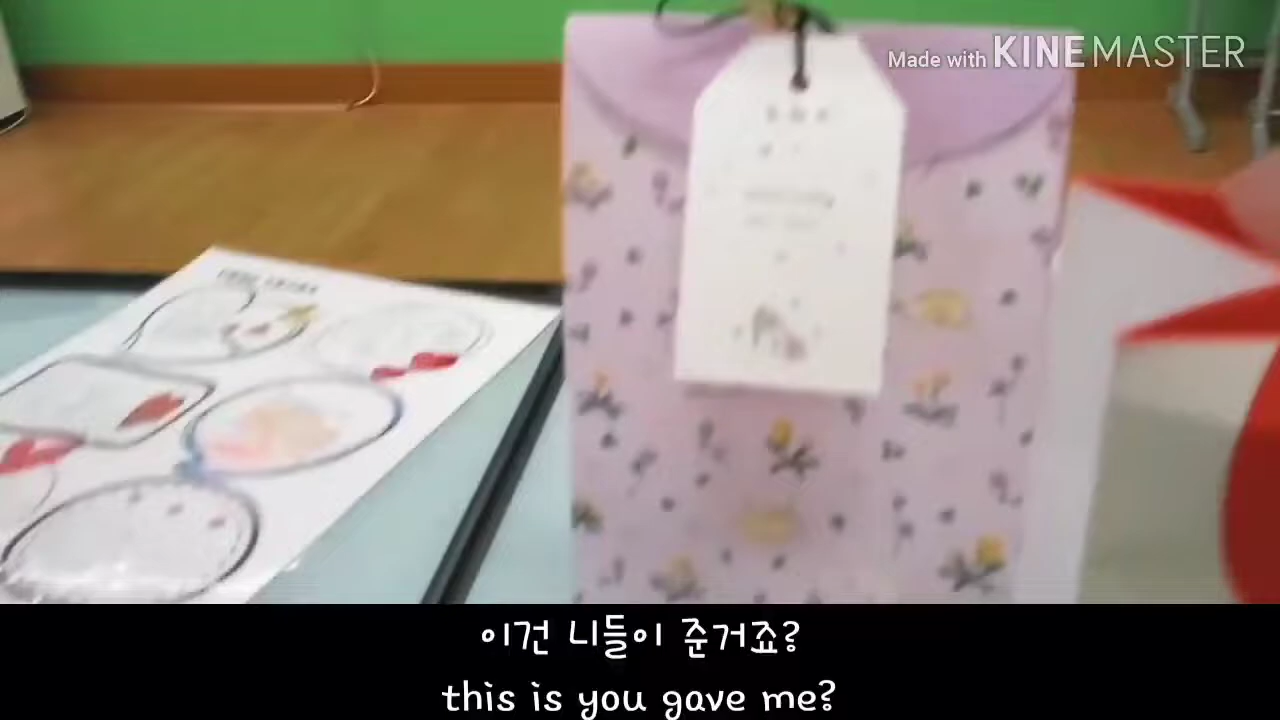 Made with KINEMASTER
이건 니들이 준거죠?
this is you gave me?